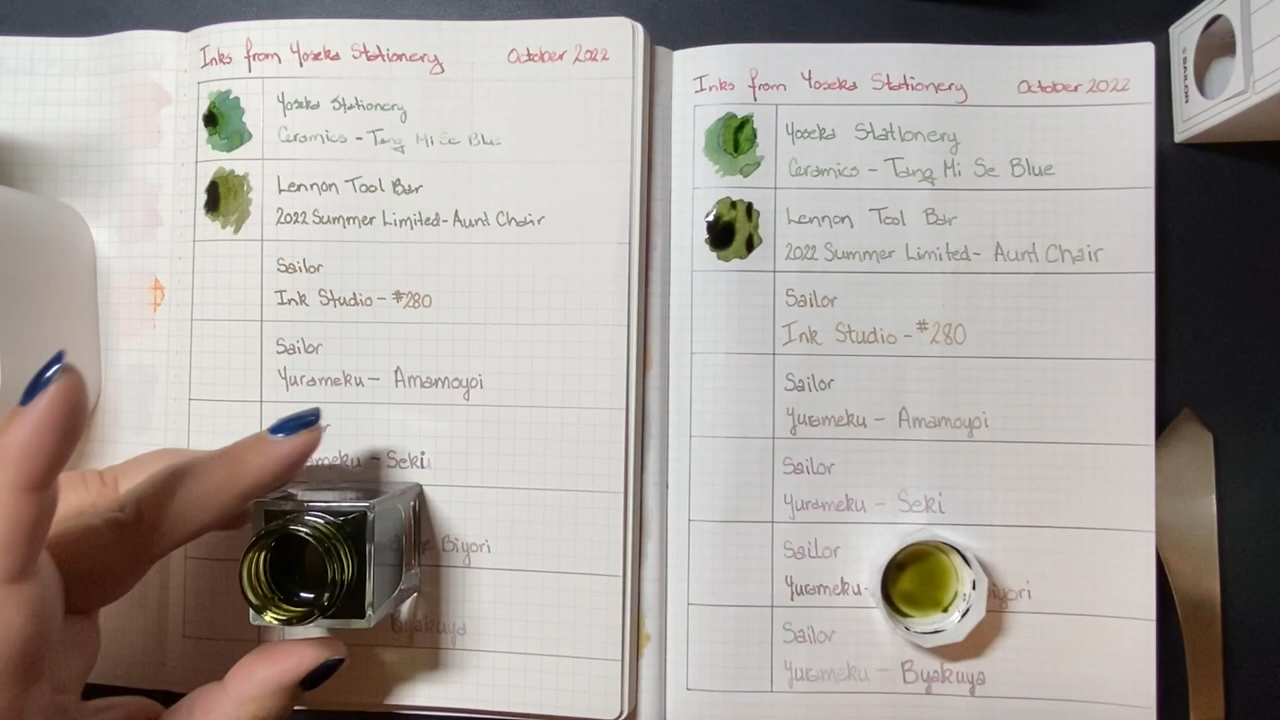 Inks from Yoseka Stationery October 2022
Yoseka Stationery
Ceramics - Tang Mi Se Blue
Lennon Tool Bar
2022 Summer Limited - Aunt Chair
Sailor
Ink Studio - #280
Sailor
Yurameku - Amamoyoi
Seki
Biyori
Byakuya
Inks from Yoseka Stationery October 2022
Yoseka Stationery
Ceramics - Tang Mi Se Blue
Lennon Tool Bar
2022 Summer Limited - Aunt Chair
Sailor
Ink Studio - #280
Sailor
Yurameku - Amamoyoi
Sailor
Yurameku - Seki
Sailor
Yurameku -
Sailor
Yurameku - Byakuya
SAILOR